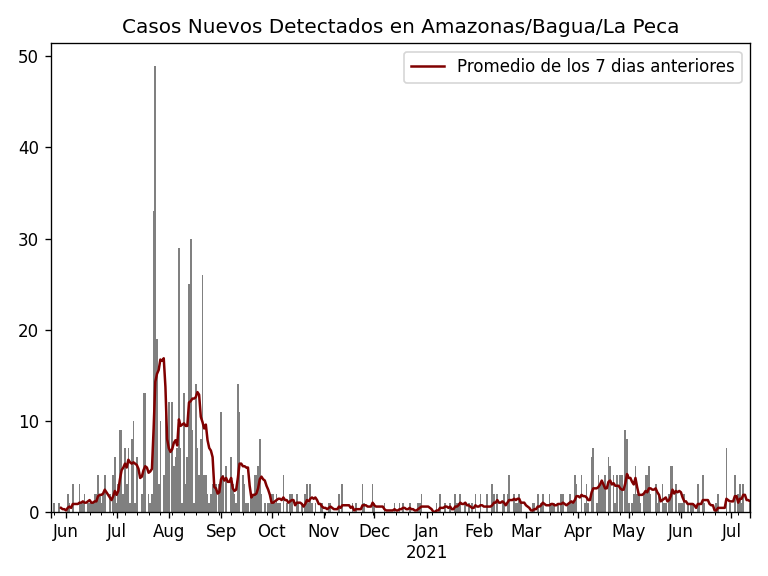 Casos Nuevos Detectados en Amazonas/Bagua/La Peca
Promedio de los 7 dias anteriores
50
40
30
20
10
0
Jun Jul Aug Sep Oct Nov Dec Jan Feb Mar Apr May Jun Jul
2021